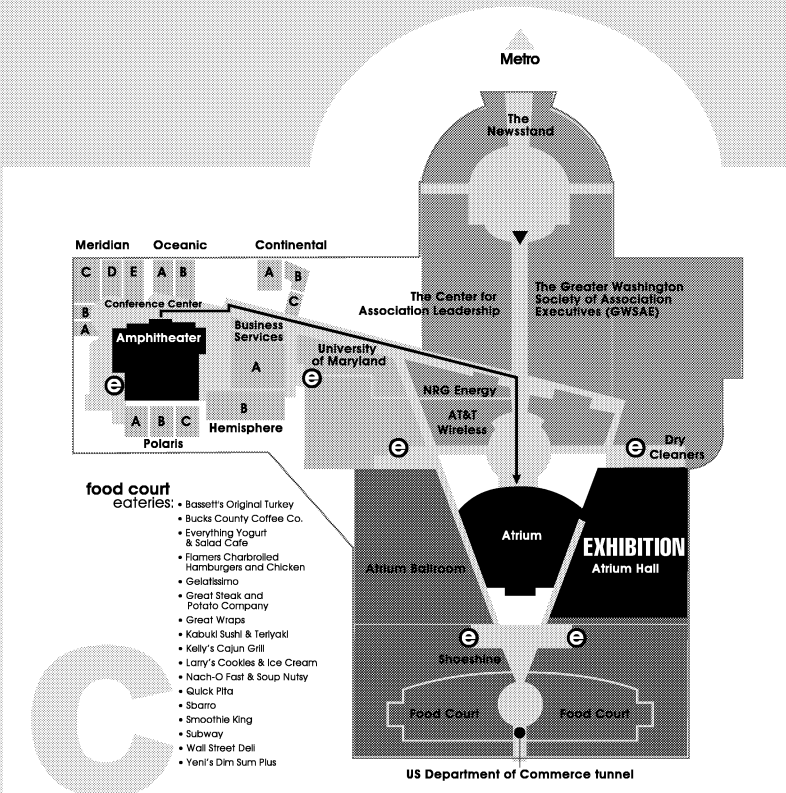 Metro
The
Newsstand
Meridian Oceanic Continental
C D E A B A B
C
B
A
Conference Center
Amphitheater
Business
Services
A
B
Hemisphere
The Center for
Association Leadership
The Greater Washington
Society of Association
Executives (GWSAE)
University
of Maryland
e
e
NRG Energy
AT&T
Wireless
A B C
Polaris
e
e
Dry
Cleaners
food court
eateries:
• Bassett's Original Turkey
• Bucks County Coffee Co.
• Everything Yogurt
& Salad Cafe
• Flamers Charbroiled
Hamburgers and Chicken
• Gelatissimo
• Great Steak and
Potato Company
• Great Wraps
• Kabuki Sushi & Teriyaki
• Kelly's Cajun Grill
• Larry's Cookies & Ice Cream
• Nach-O Fast & Soup Nutsy
• Quick Pita
• Sbarro
• Smoothie King
• Subway
• Wall Street Deli
• Yeni's Dim Sum Plus
Atrium
EXHIBITION
Atrium Hall
Atrium Ballroom
e
e
Shoeshine
Food Court
Food Court
US Department of Commerce tunnel
C